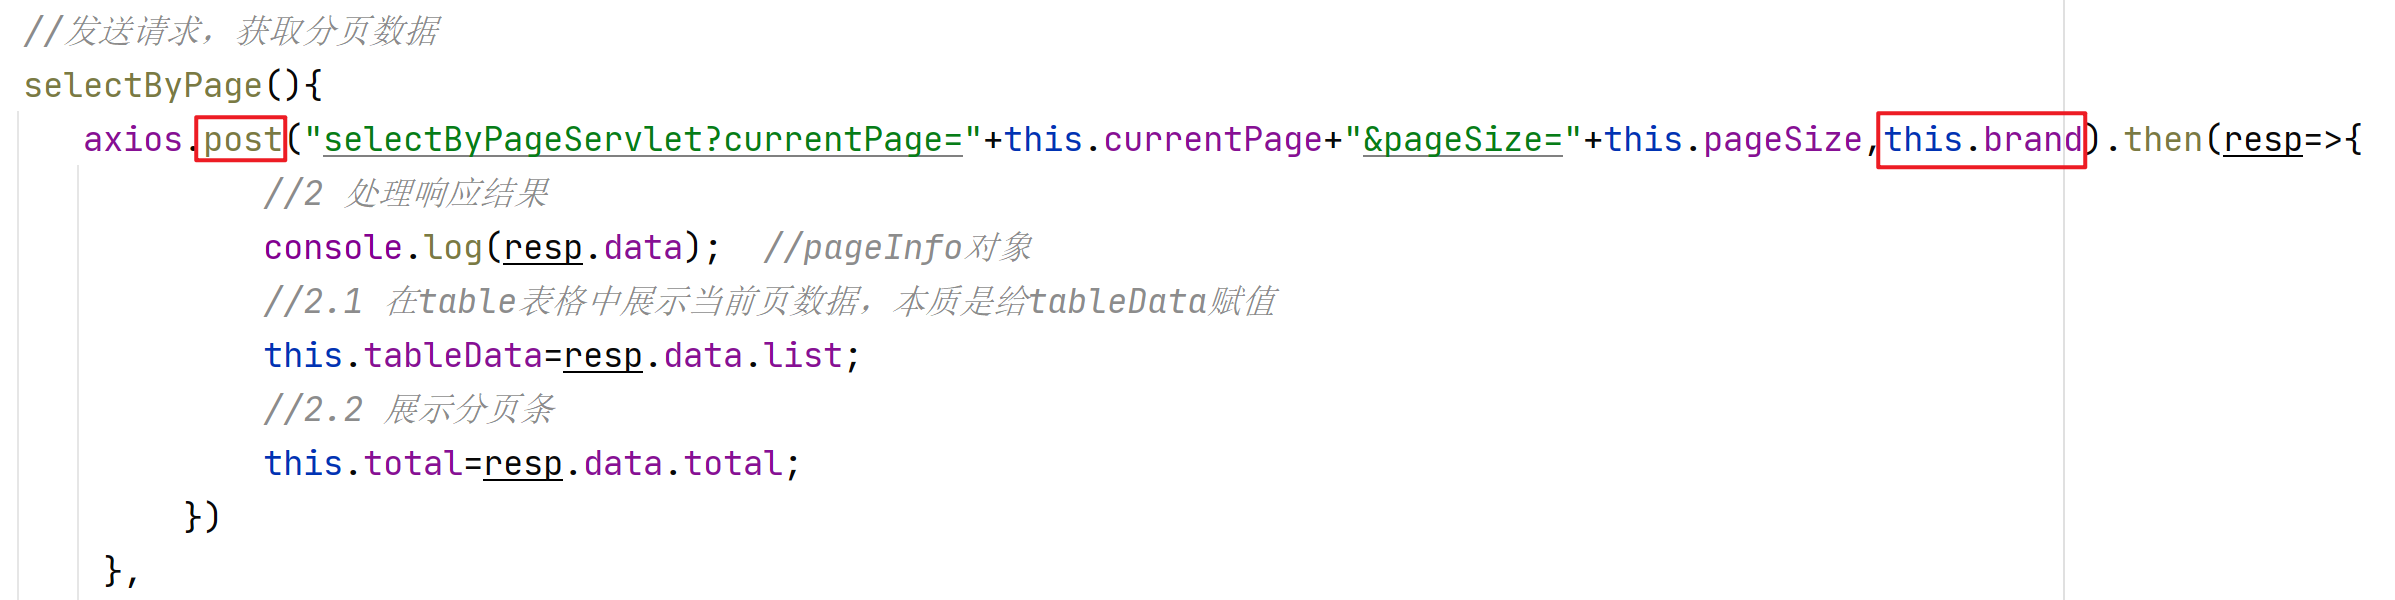 //发送请求，获取分页数据
selectByPage(){
axios.post("selectByPageServlet?currentPage="+this.currentPage+"&pageSize="+this.pageSize,this.brand).then(resp=>{
//2 处理响应结果
console.log(resp.data);  //pageInfo对象
//2.1 在table表格中展示当前页数据，本质是给tableData赋值
this.tableData=resp.data.list;
//2.2 展示分页条
this.total=resp.data.total;
})
},